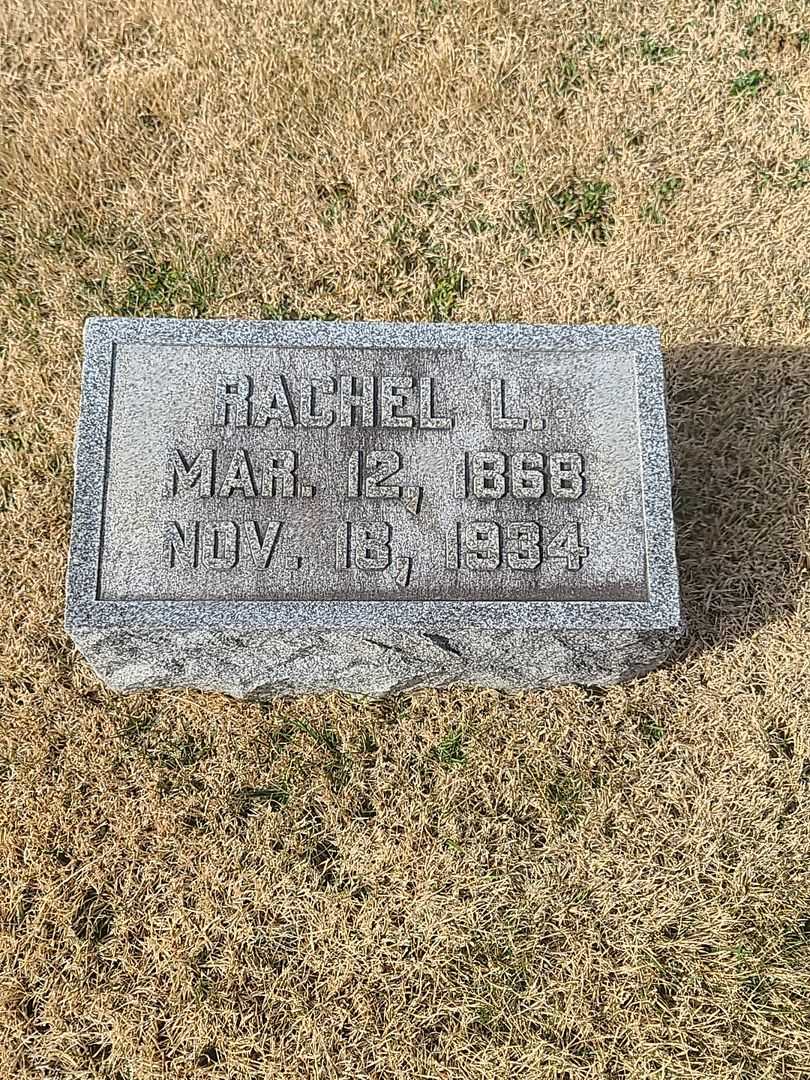 RACHEL L.
MAR. 12, 1868
NOV. 18, 1934